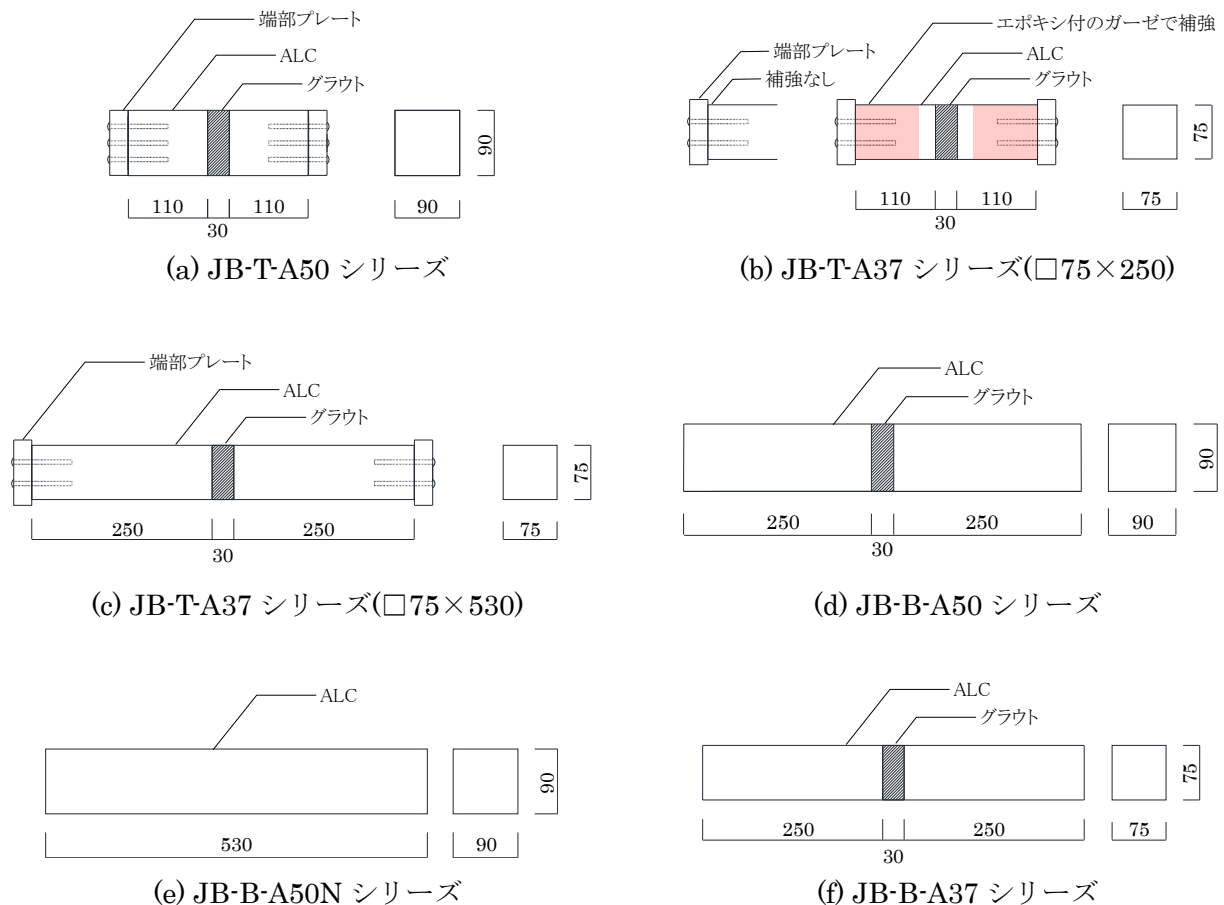 端部プレート
ALC
グラウト
90
110
110
30
90
(a) JB-T-A50 シリーズ
エポキシ付のガーゼで補強
ALC
グラウト
端部プレート
補強なし
75
110
110
30
75
(b) JB-T-A37 シリーズ(□75×250)
端部プレート
ALC
グラウト
75
250
250
30
75
(c) JB-T-A37 シリーズ(□75×530)
ALC
グラウト
90
250
250
30
90
(d) JB-B-A50 シリーズ
ALC
90
530
90
(e) JB-B-A50N シリーズ
ALC
グラウト
75
250
250
30
75
(f) JB-B-A37 シリーズ